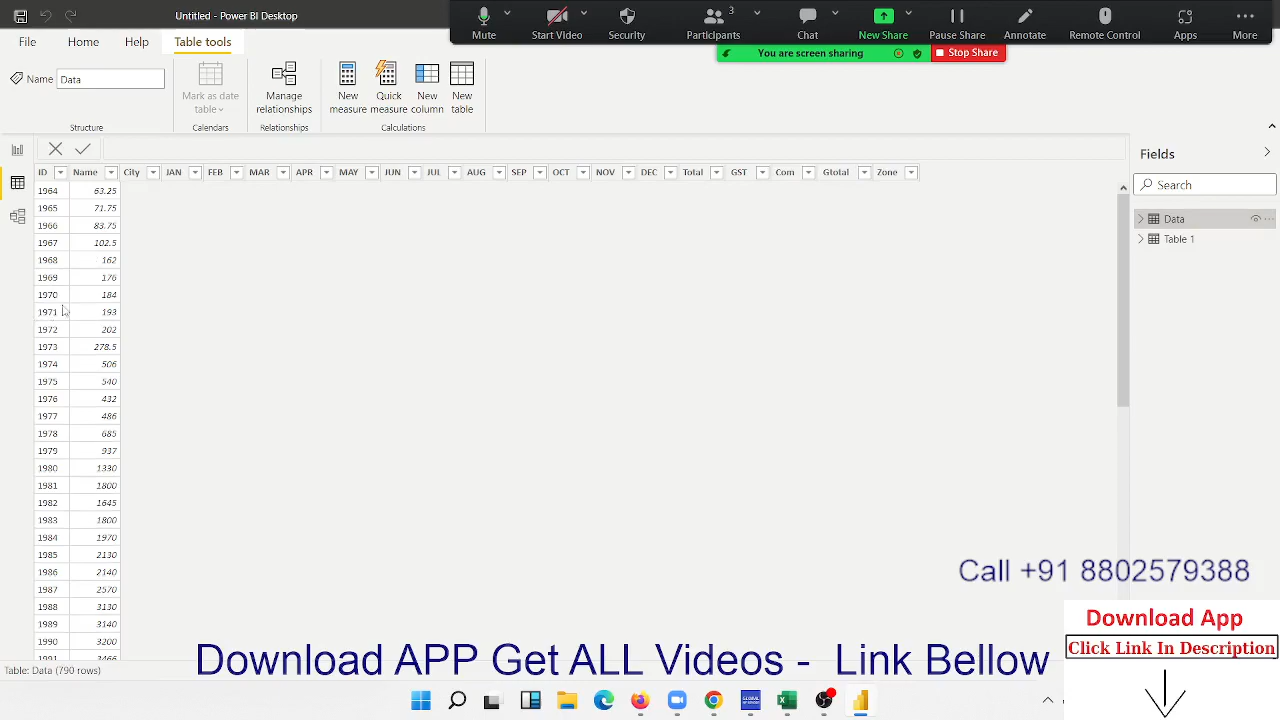 Untitled - Power BI Desktop
Mute
Start Video
Security
Participants
3
Chat
New Share
Pause Share
Annotate
Remote Control
Apps
More
You are screen sharing
Stop Share
File
Home
Help
Table tools
Name
Data
Mark as date
table
Manage
relationships
New
measure
Quick
measure
New
column
New
table
Structure
Calendars
Relationships
Calculations
ID Name City JAN FEB MAR APR MAY JUN JUL AUG SEP OCT NOV DEC Total GST Com Gtotal Zone
1964 63.25
1965 71.75
1966 83.75
1967 102.5
1968 162
1969 176
1970 184
1971 193
1972 202
1973 278.5
1974 506
1975 540
1976 432
1977 486
1978 685
1979 937
1980 1330
1981 1800
1982 1645
1983 1800
1984 1970
1985 2130
1986 2140
1987 2570
1988 3130
1989 3140
1990 3200
Fields
Search
Data
Table 1
Call +91 8802579388
Download App
Click Link In Description
Download APP Get ALL Videos - Link Bellow
Table: Data (790 rows)